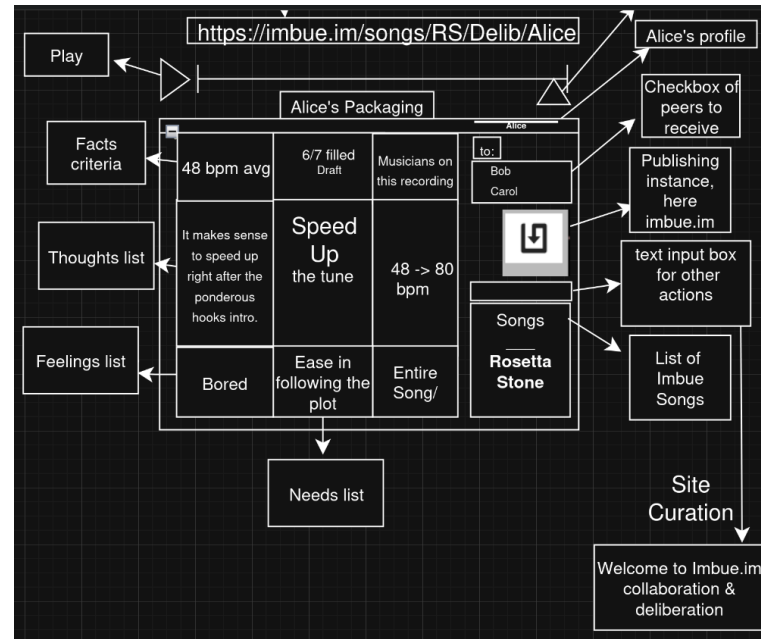 https://imbue.im/songs/RS/Delib/Alice
Play
Alice's profile
Alice's Packaging
Alice
Checkbox of
peers to
receive
Facts
criteria
48 bpm avg
6/7 filled
Draft
Musicians on
this recording
to:
Bob
Carol
Publishing
instance,
here
imbue.im
Thoughts list
It makes sense
to speed up
right after the
ponderous
hooks intro.
Speed
Up
the tune
48 -> 80
bpm
text input box
for other
actions
Songs
Rosetta
Stone
Feelings list
Bored
Ease in
following the
plot
Entire
Song/
List of
Imbue
Songs
Needs list
Site
Curation
Welcome to Imbue.im
collaboration &
deliberation